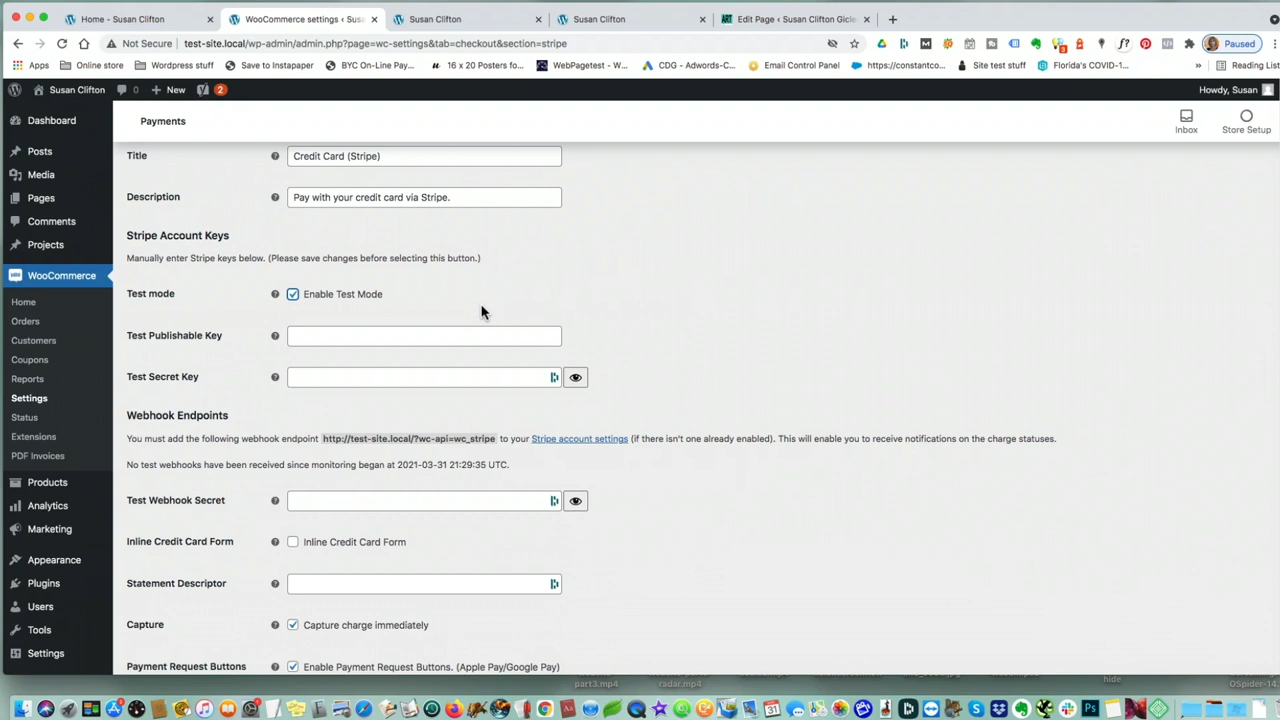 Home - Susan Clifton
WooCommerce settings ‹ Susa
Susan Clifton
Susan Clifton
Edit Page ‹ Susan Clifton Gicle
Not Secure
test-site.local/wp-admin/admin.php?page=wc-settings&tab=checkout&section=stripe
Paused
Apps
Online store
Wordpress stuff
Save to Instapaper
BYC On-Line Pay...
16 x 20 Posters fo...
WebPagetest - W...
CDG - Adwords-C...
Email Control Panel
https://constantco...
Site test stuff
Florida's COVID-1...
»
Reading List
Susan Clifton
0
New
2
Howdy, Susan
Dashboard
Posts
Media
Pages
Comments
Projects
WooCommerce
Home
Orders
Customers
Coupons
Reports
Settings
Status
Extensions
PDF Invoices
Products
Analytics
Marketing
Appearance
Plugins
Users
Tools
Settings
Payments
Inbox
Store Setup
Title
Credit Card (Stripe)
Description
Pay with your credit card via Stripe.
Stripe Account Keys
Manually enter Stripe keys below. (Please save changes before selecting this button.)
Test mode
Enable Test Mode
Test Publishable Key
Test Secret Key
Webhook Endpoints
You must add the following webhook endpoint http://test-site.local/?wc-api=wc_stripe to your Stripe account settings (if there isn't one already enabled). This will enable you to receive notifications on the charge statuses.
No test webhooks have been received since monitoring began at 2021-03-31 21:29:35 UTC.
Test Webhook Secret
Inline Credit Card Form
Inline Credit Card Form
Statement Descriptor
Capture
Capture charge immediately
Payment Request Buttons
Enable Payment Request Buttons. (Apple Pay/Google Pay)
part3.mp4
radar.mp4
hide
OSpider-14.